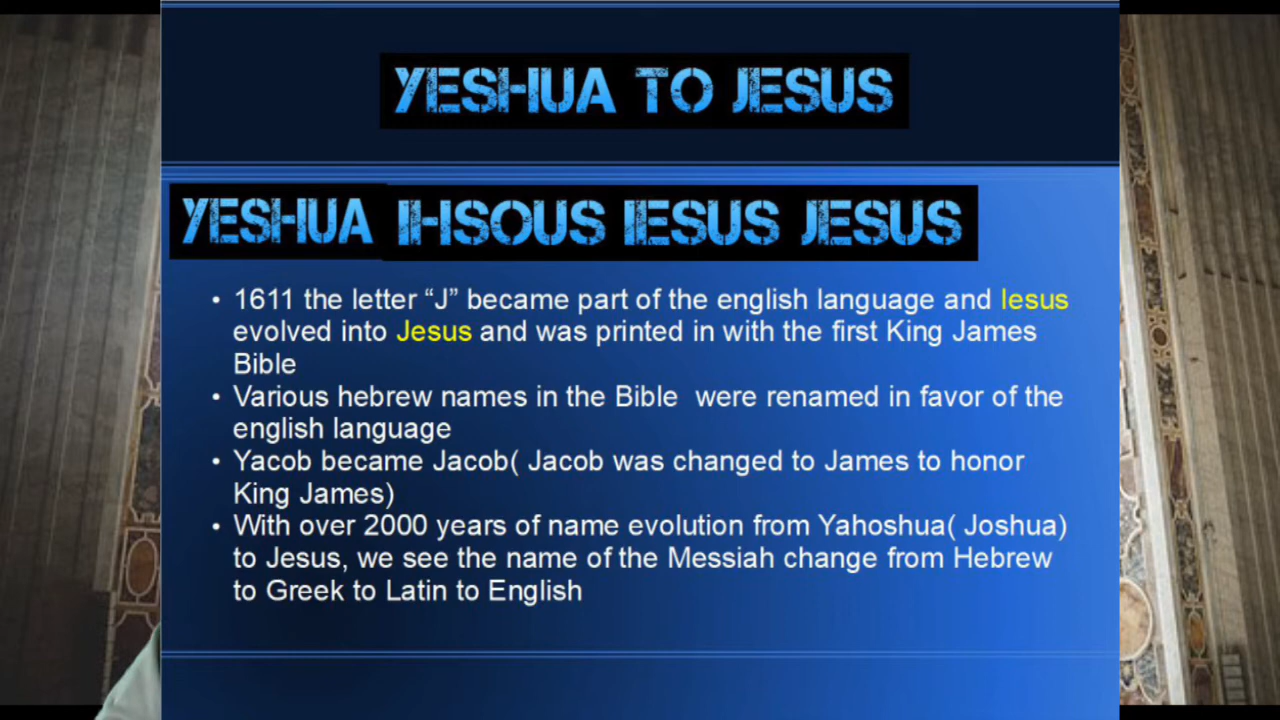 YESHUA TO JESUS
YESHUA IHSOUS IESUS JESUS
• 1611 the letter “J” became part of the english language and Iesus
evolved into Jesus and was printed in with the first King James
Bible
• Various hebrew names in the Bible were renamed in favor of the
english language
• Yacob became Jacob( Jacob was changed to James to honor
King James)
• With over 2000 years of name evolution from Yahoshua( Joshua)
to Jesus, we see the name of the Messiah change from Hebrew
to Greek to Latin to English